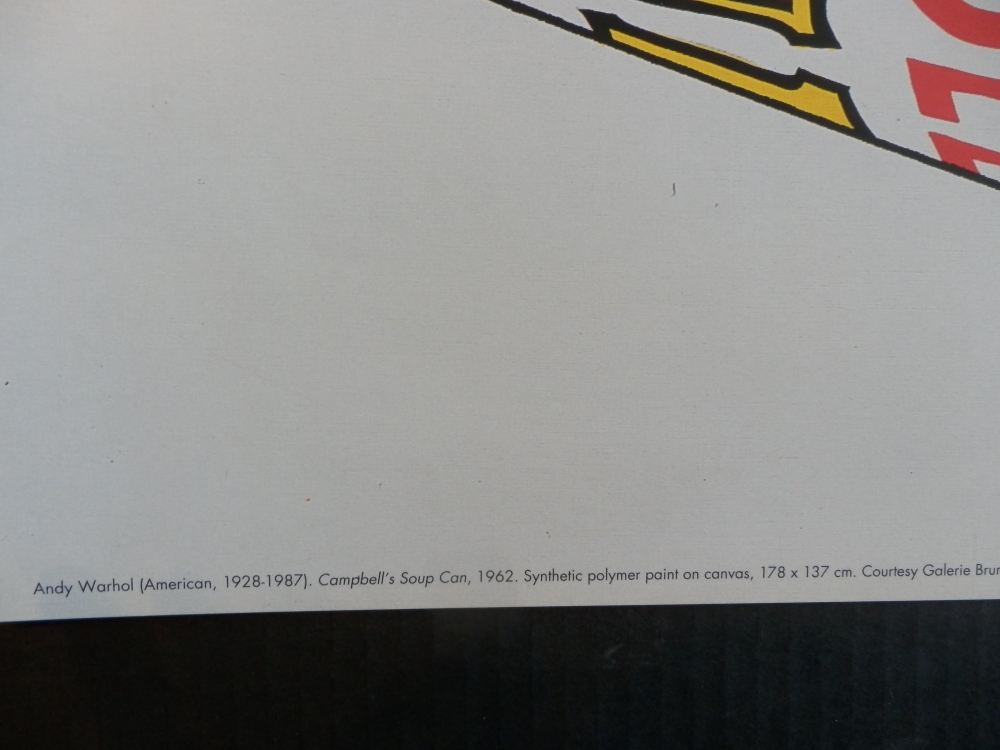 Andy Warhol (American, 1928-1987). Campbell's Soup Can, 1962. Synthetic polymer paint on canvas, 178 x 137 cm. Courtesy Galerie